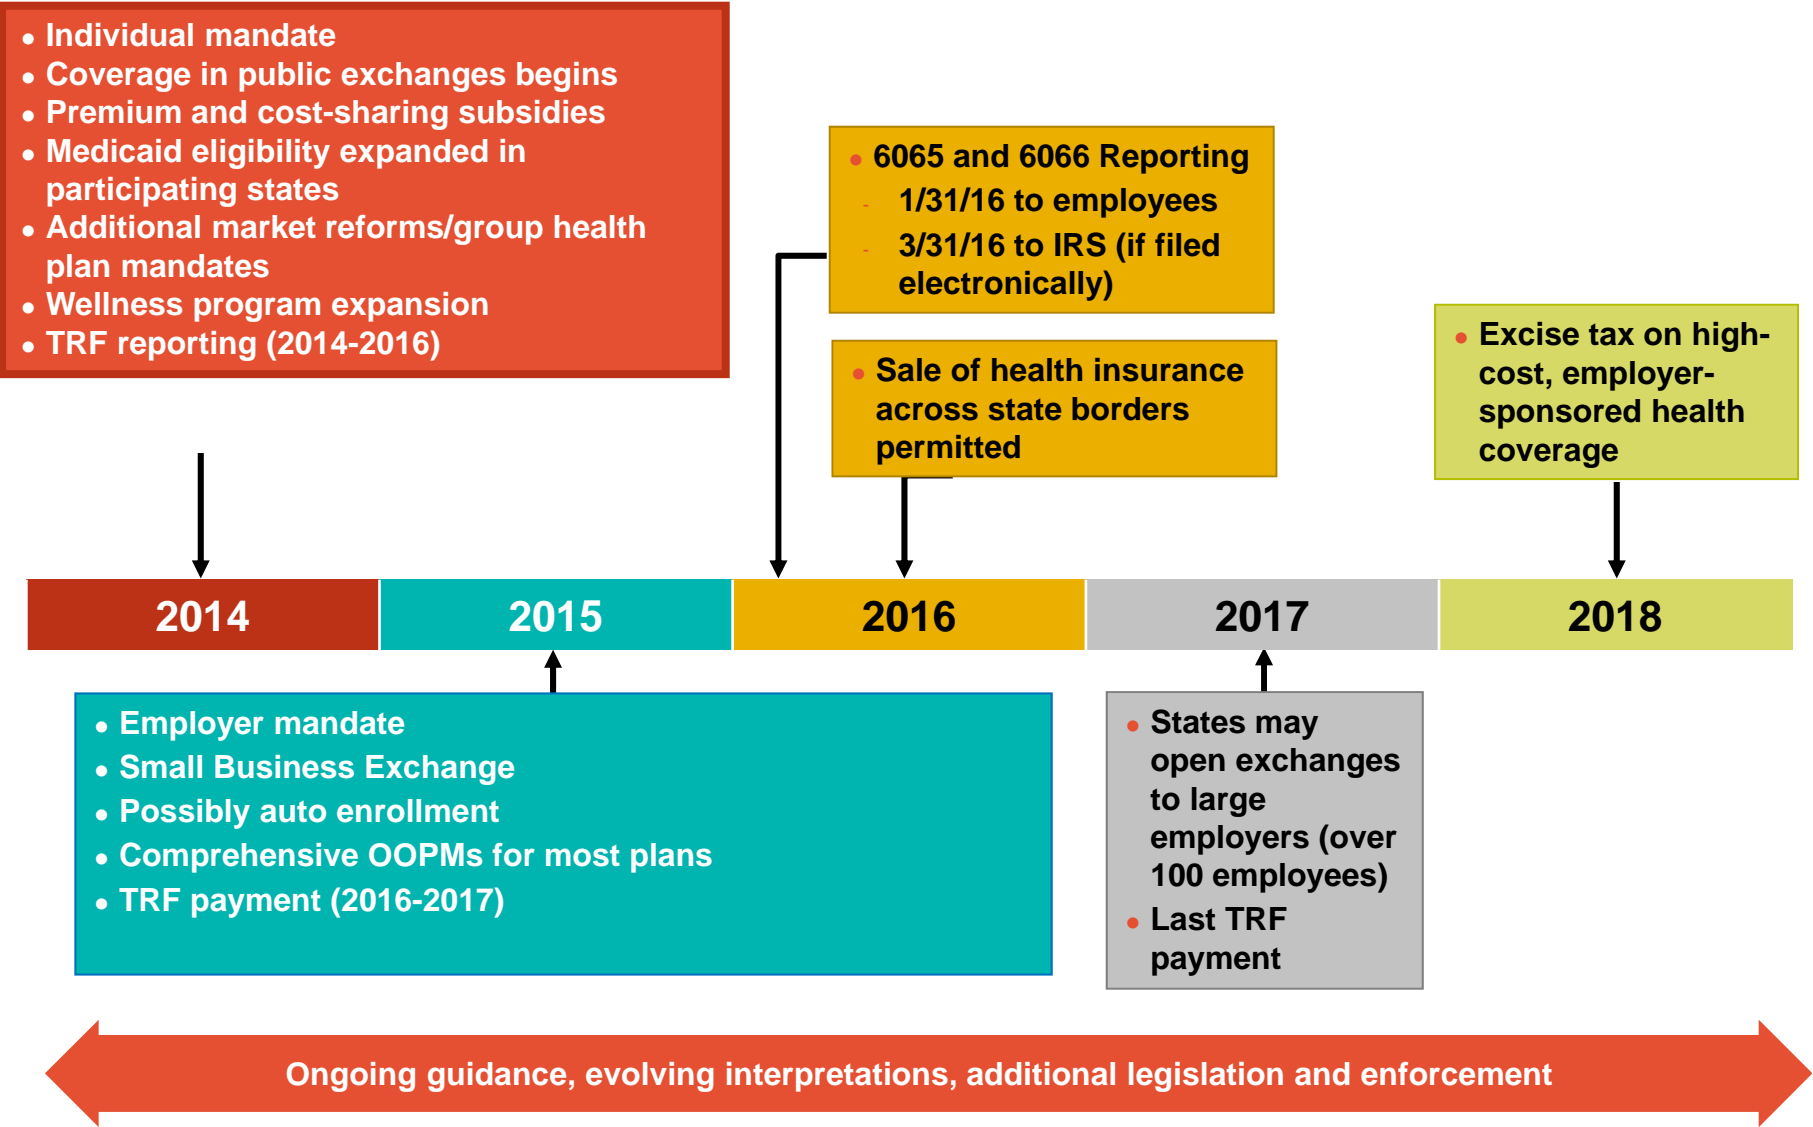 ● Individual mandate
● Coverage in public exchanges begins
● Premium and cost-sharing subsidies
● Medicaid eligibility expanded in
participating states
● Additional market reforms/group health
plan mandates
● Wellness program expansion
● TRF reporting (2014-2016)
● 6065 and 6066 Reporting
- 1/31/16 to employees
- 3/31/16 to IRS (if filed
electronically)
● Sale of health insurance
across state borders
permitted
● Excise tax on high-
cost, employer-
sponsored health
coverage
2014
2015
2016
2017
2018
● Employer mandate
● Small Business Exchange
● Possibly auto enrollment
● Comprehensive OOPMs for most plans
● TRF payment (2016-2017)
● States may
open exchanges
to large
employers (over
100 employees)
● Last TRF
payment
Ongoing guidance, evolving interpretations, additional legislation and enforcement